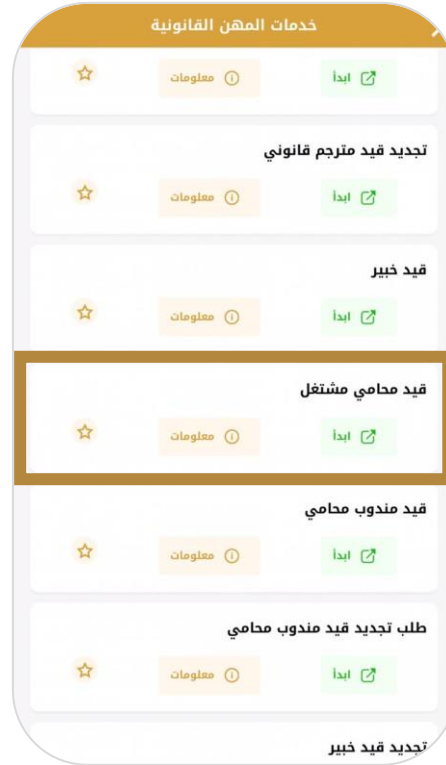 خدمات المهن القانونية
ابدأ معلومات
تجديد قيد مترجم قانوني
ابدأ معلومات
قيد خبير
ابدأ معلومات
قيد محامي مشتغل
ابدأ معلومات
قيد مندوب محامي
ابدأ معلومات
طلب تجديد قيد مندوب محامي
ابدأ معلومات
تجديد قيد خبير